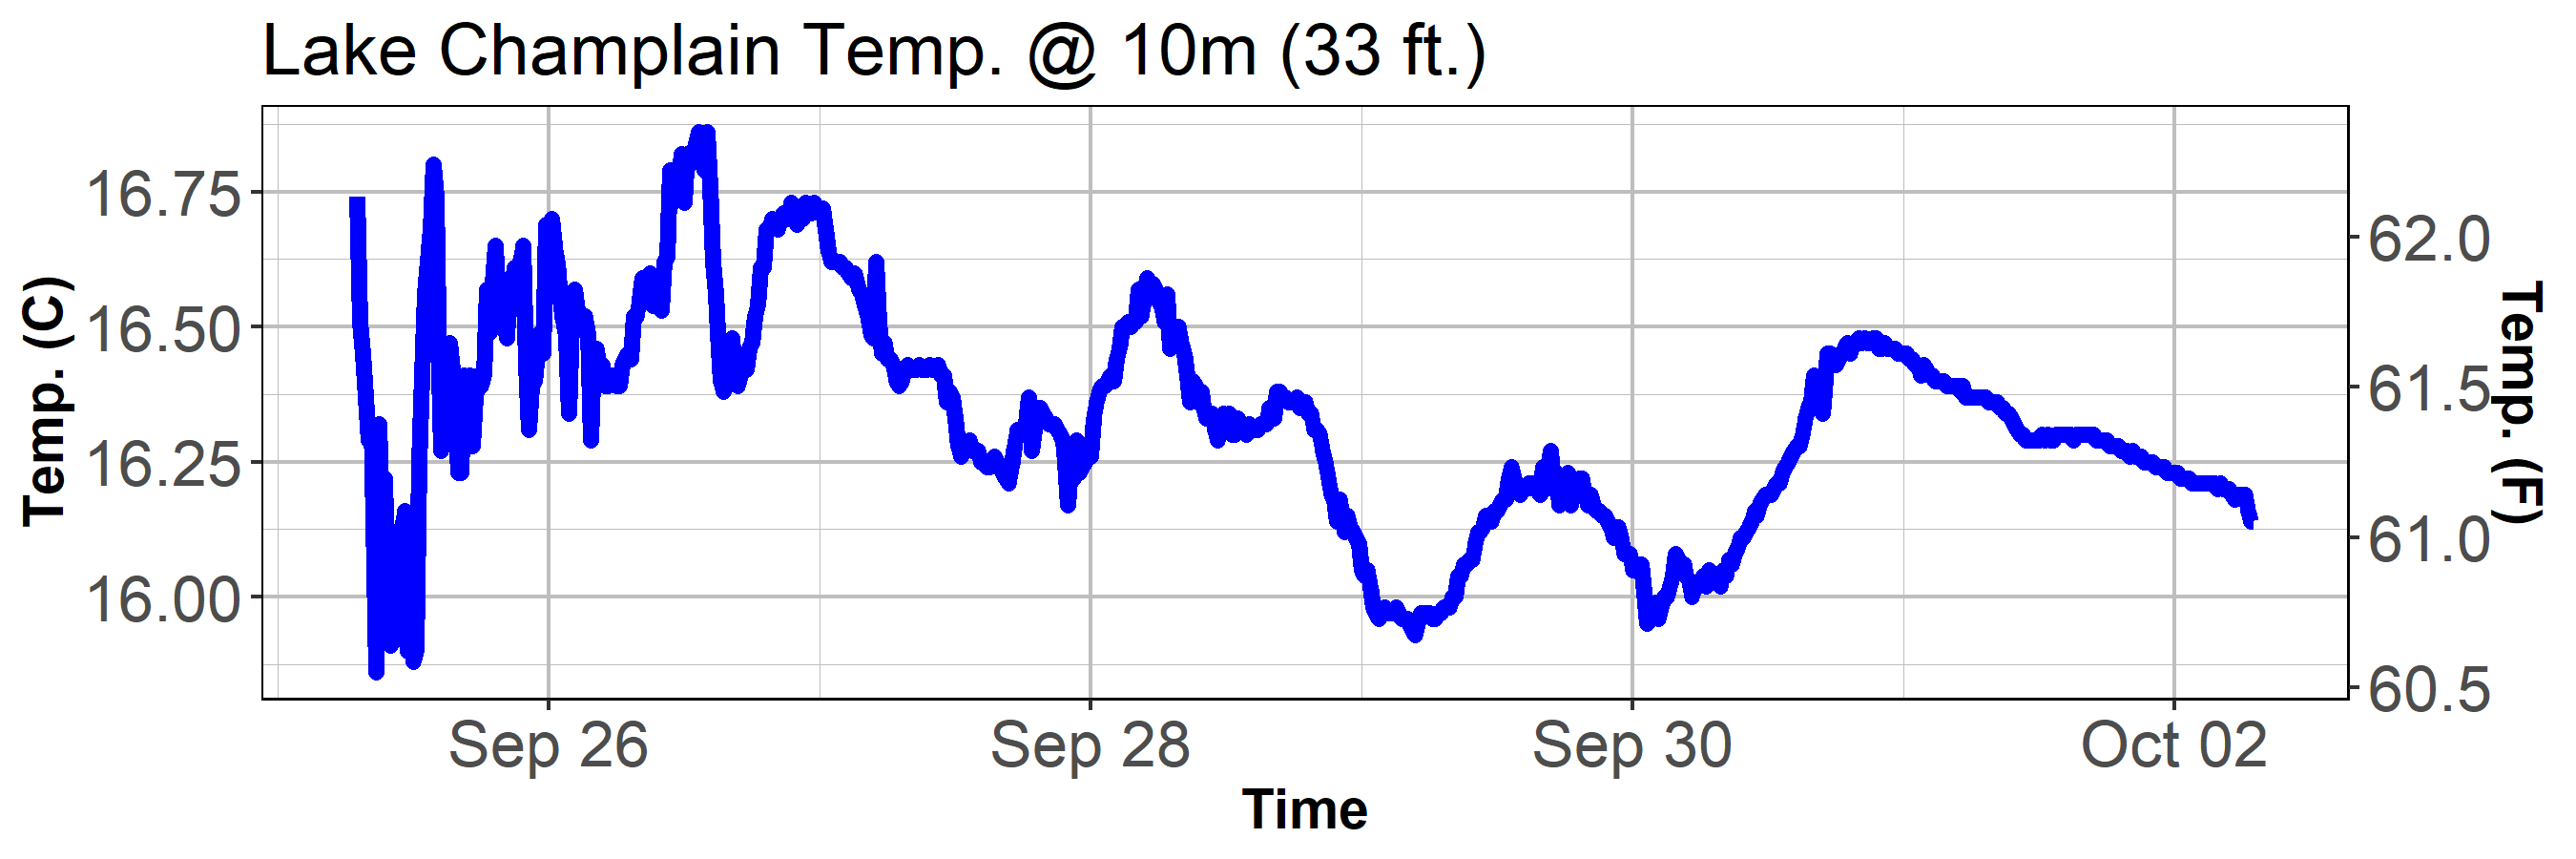 Lake Champlain Temp. @ 10m (33 ft.)
Temp. (C)
16.75
16.50
16.25
16.00
62.0
61.5
61.0
60.5
Temp. (F)
Sep 26
Sep 28
Sep 30
Oct 02
Time